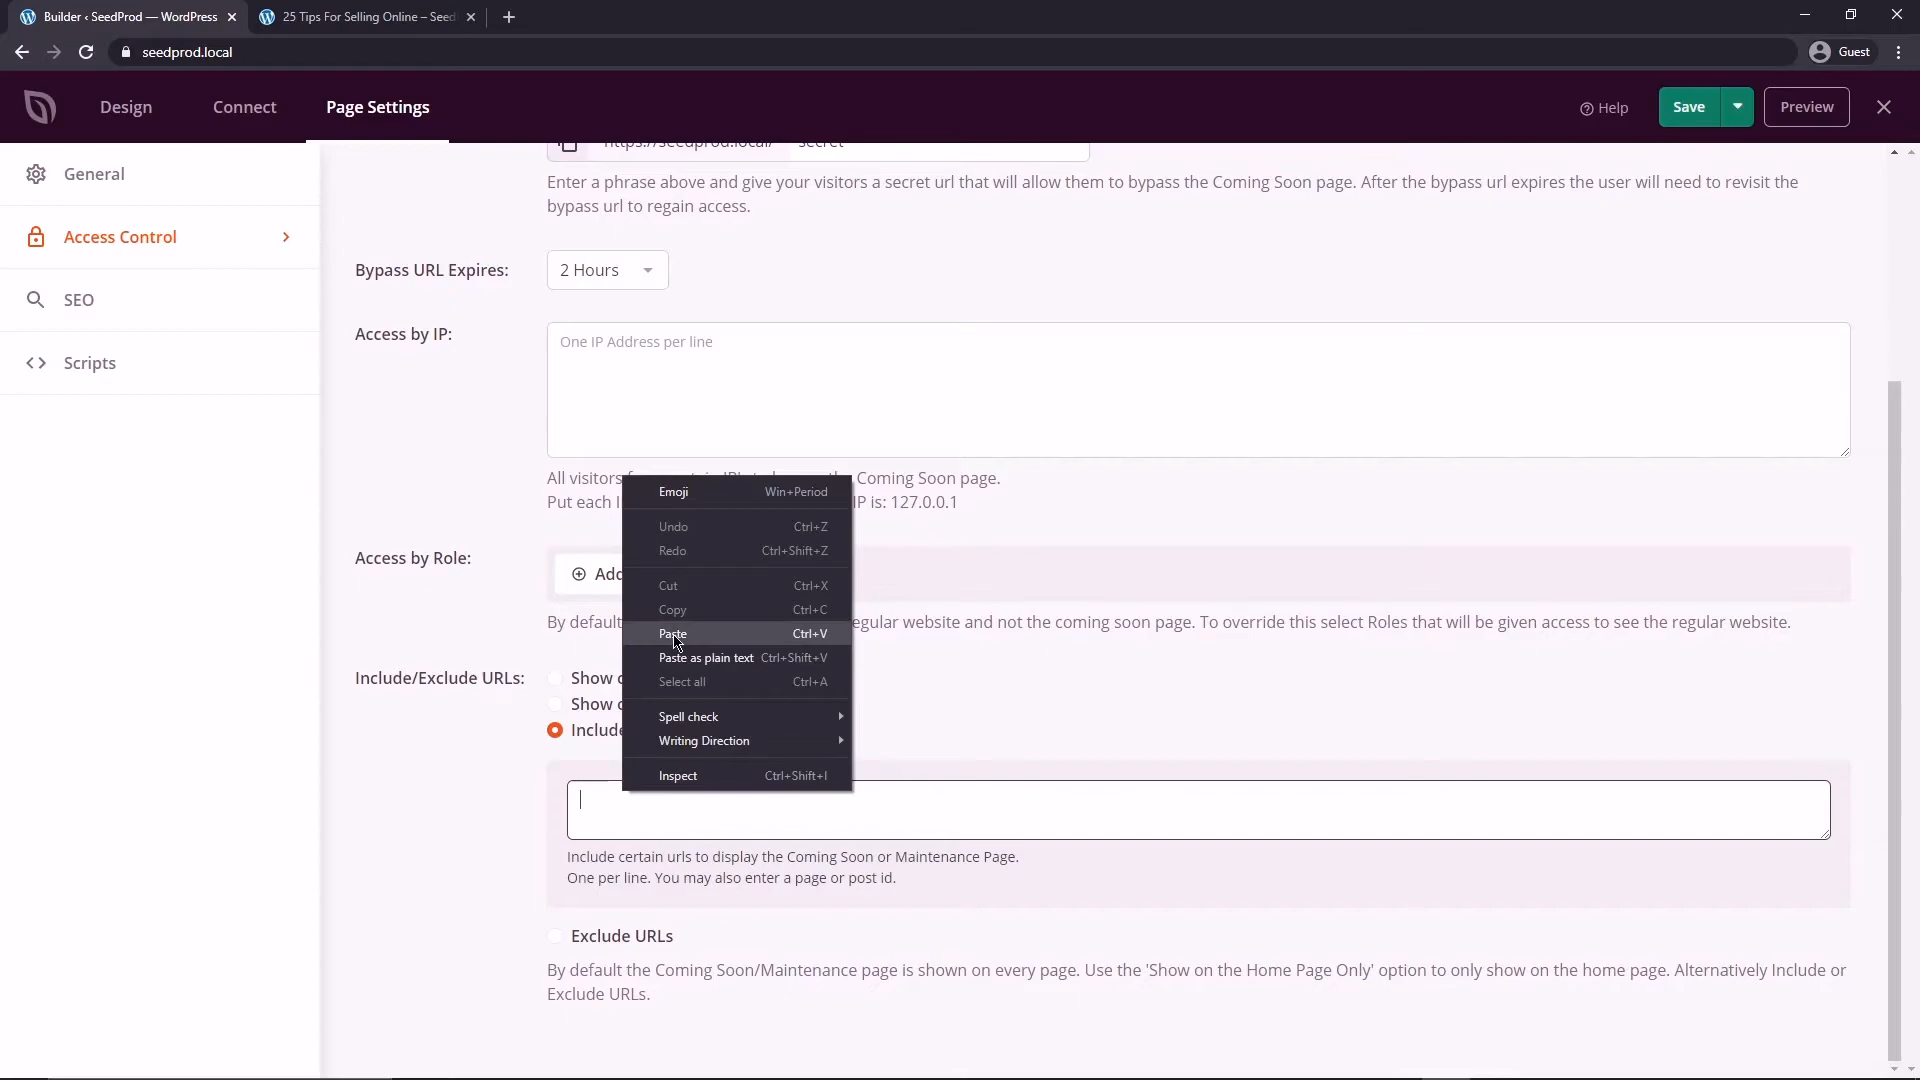 Builder ‹ SeedProd — WordPress
25 Tips For Selling Online – Seed
seedprod.local
Guest
Design
Connect
Page Settings
Help
Save
Preview
General
Access Control
SEO
Scripts
https://seedprod.local/ secret
Enter a phrase above and give your visitors a secret url that will allow them to bypass the Coming Soon page. After the bypass url expires the user will need to revisit the
bypass url to regain access.
Bypass URL Expires:
2 Hours
Access by IP:
One IP Address per line
All visitors Coming Soon page.
Put each IP is: 127.0.0.1
Access by Role:
Add
By default regular website and not the coming soon page. To override this select Roles that will be given access to see the regular website.
Include/Exclude URLs:
Show
Show
Include
Emoji Win+Period
Undo Ctrl+Z
Redo Ctrl+Shift+Z
Cut Ctrl+X
Copy Ctrl+C
Paste Ctrl+V
Paste as plain text Ctrl+Shift+V
Select all Ctrl+A
Spell check
Writing Direction
Inspect Ctrl+Shift+I
Include certain urls to display the Coming Soon or Maintenance Page.
One per line. You may also enter a page or post id.
Exclude URLs
By default the Coming Soon/Maintenance page is shown on every page. Use the 'Show on the Home Page Only' option to only show on the home page. Alternatively Include or
Exclude URLs.